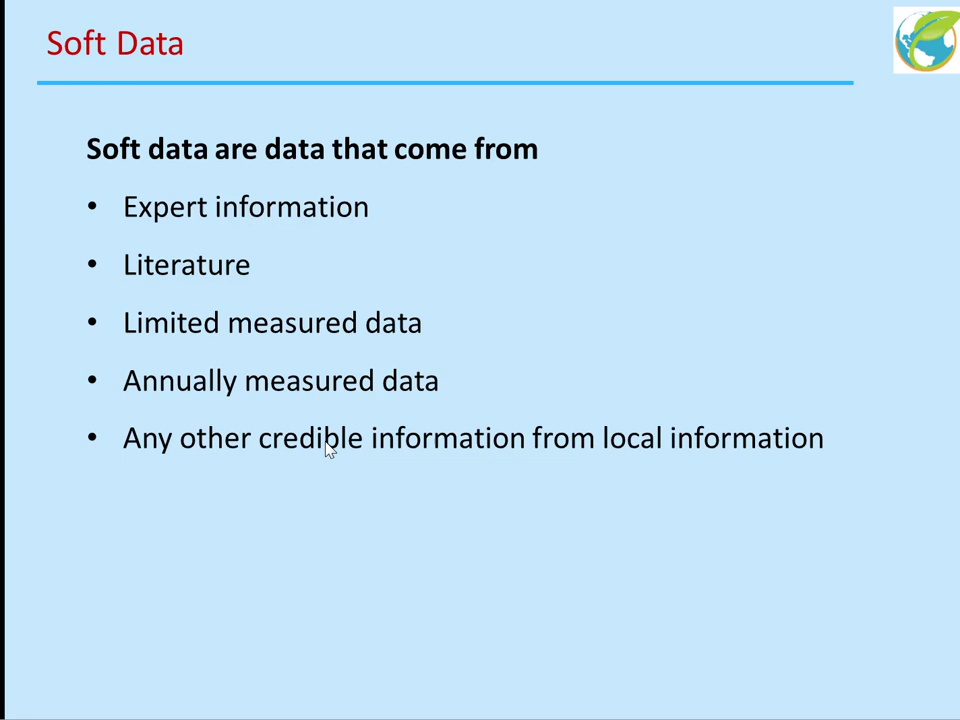 Soft Data
Soft data are data that come from
• Expert information
• Literature
• Limited measured data
• Annually measured data
• Any other credible information from local information